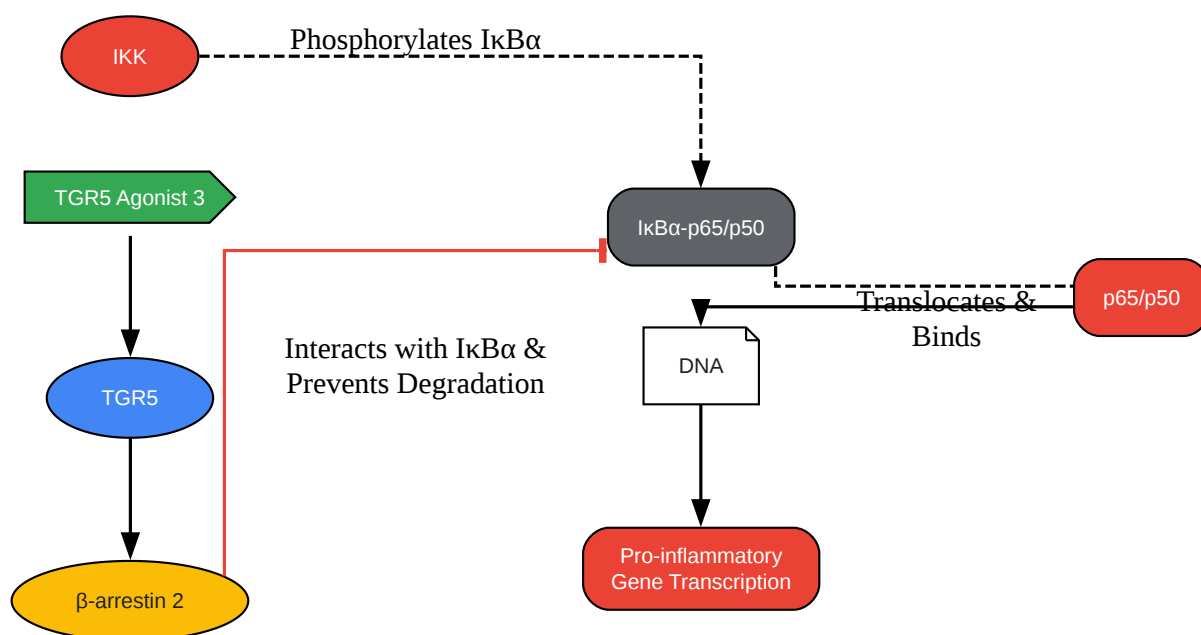 IKK
Phosphorylates IκBα
TGR5 Agonist 3
IκBα-p65/p50
p65/p50
Translocates &
Binds
Interacts with IκBα &
Prevents Degradation
DNA
TGR5
Pro-inflammatory
Gene Transcription
β-arrestin 2